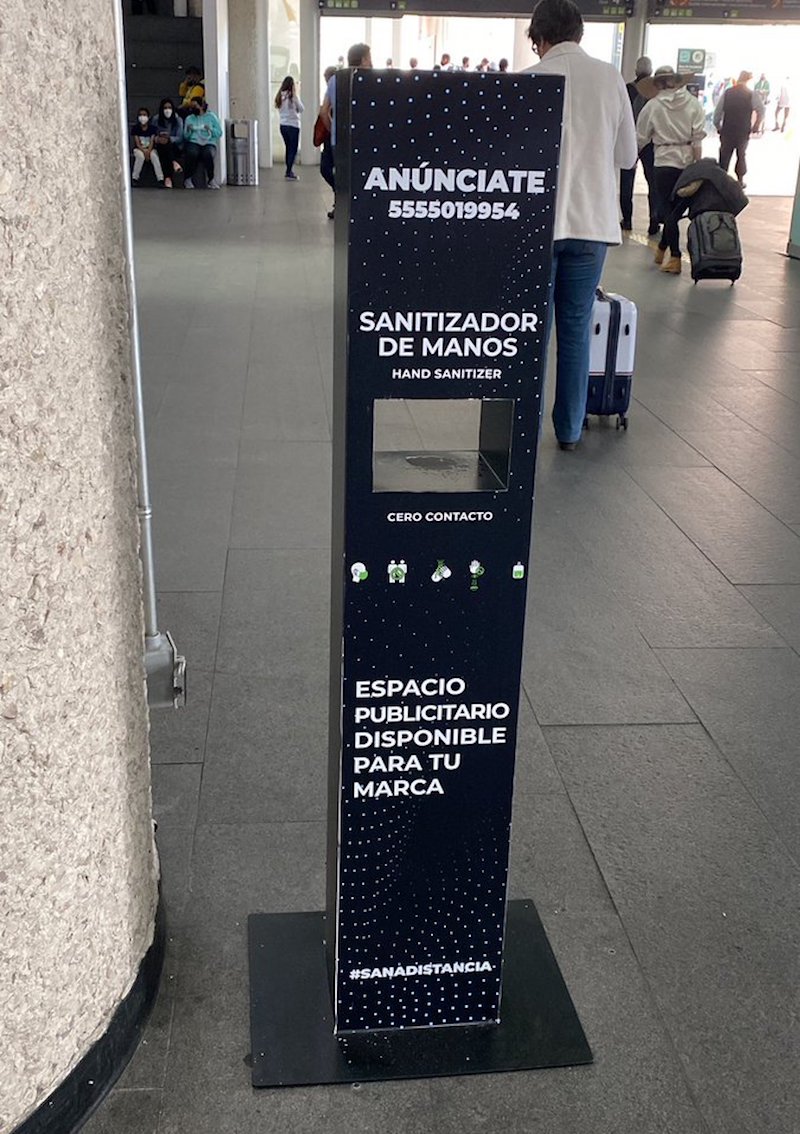 ANÚNCIATE
5555019954
SANITIZADOR
DE MANOS
HAND SANITIZER
CERO CONTACTO
ESPACIO
PUBLICITARIO
DISPONIBLE
PARA TU
MARCA
#SANADISTANCIA